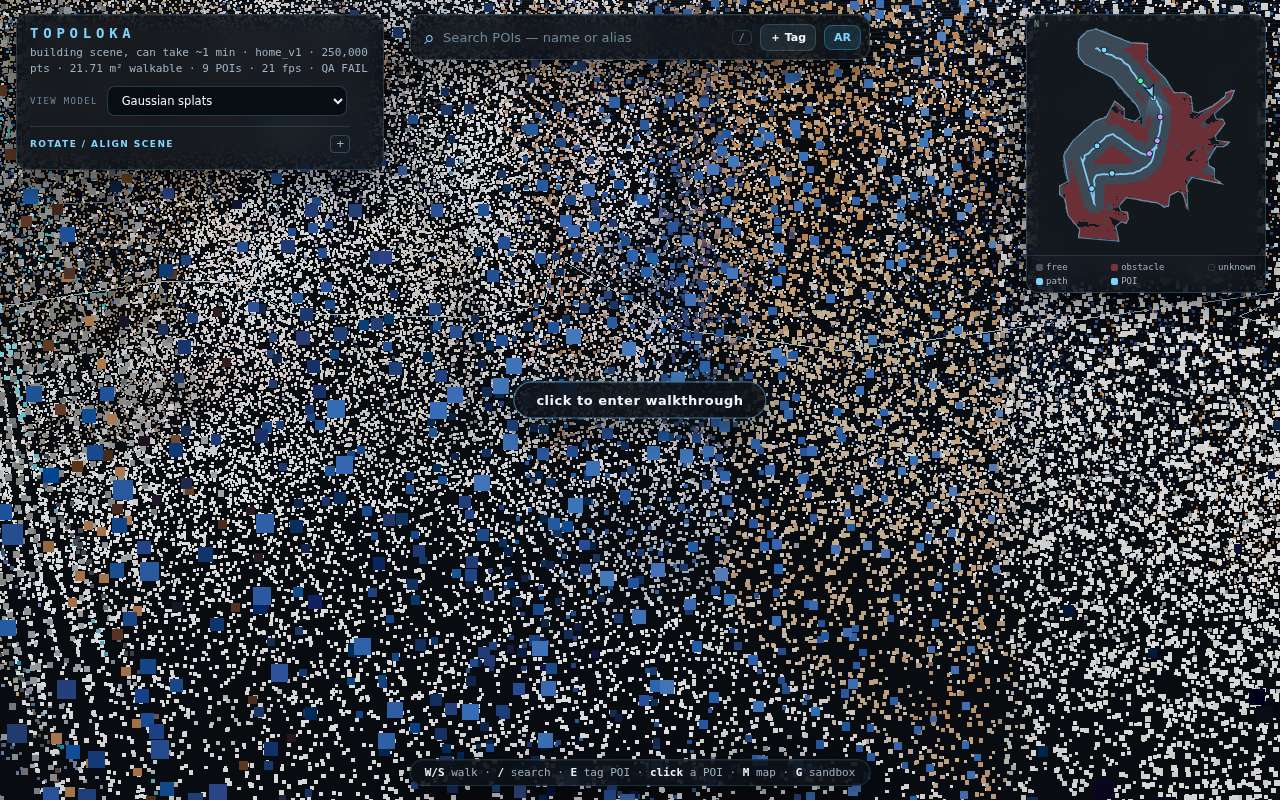 TOPOLOKA
building scene, can take ~1 min · home_v1 · 250,000
pts · 21.71 m² walkable · 9 POIs · 21 fps · QA FAIL
VIEW MODEL Gaussian splats
ROTATE / ALIGN SCENE +
Search POIs — name or alias / + Tag AR
N ↑
free obstacle unknown
path POI
click to enter walkthrough
W/S walk · / search · E tag POI · click a POI · M map · G sandbox